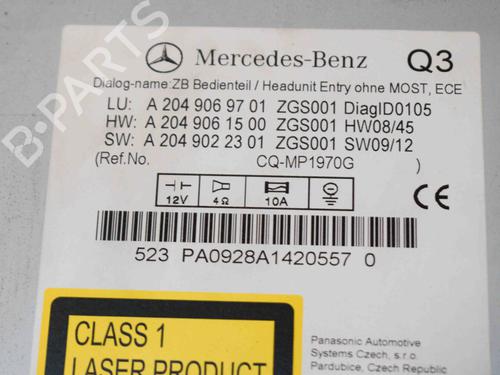 Mercedes-Benz Q3
Dialog-name:ZB Bedienteil / Headunit Entry ohne MOST, ECE
LU: A 204 906 97 01 ZGS001 DiagID0105
HW: A 204 906 15 00 ZGS001 HW08/45
SW: A 204 902 23 01 ZGS001 SW09/12
(Ref.No. CQ-MP1970G )
12V 4Ω 10A
CE
523 PA0928A1420557 0
CLASS 1
LASER PRODUCT
Panasonic Automotive
Systems Czech, s.r.o.
Pardubice, Czech Republic
B-PARTS